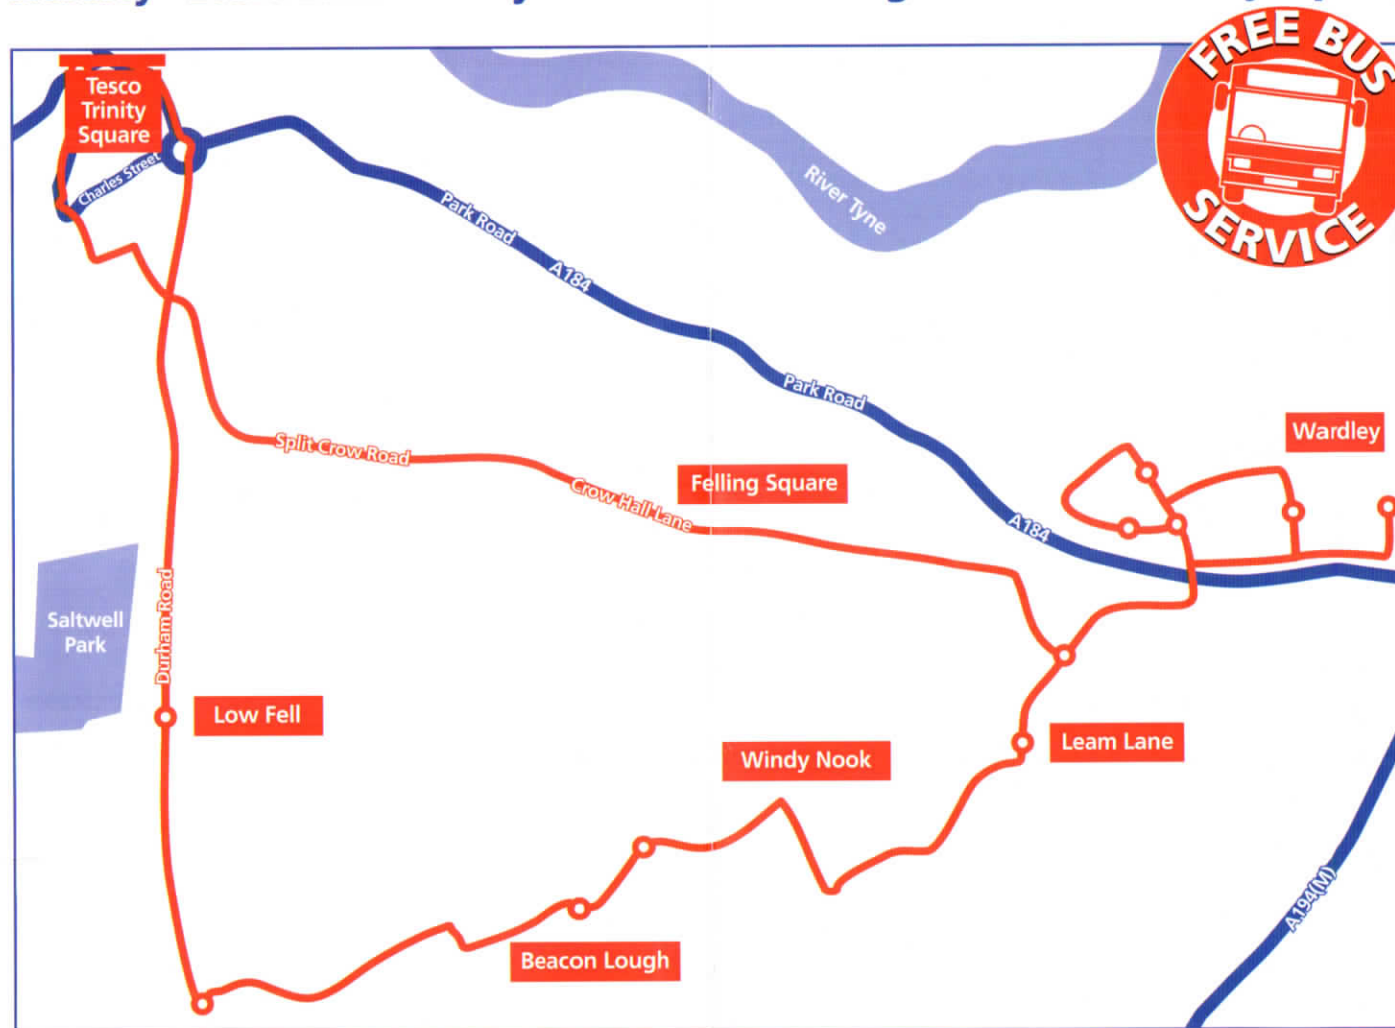 FREE BUS
SERVICE
Tesco
Trinity
Square
Charles Street
Park Road
A184
River Tyne
Park Road
A184
Wardley
Split Crow Road
Crow Hall Lane
Felling Square
Saltwell
Park
Durham Road
Low Fell
Windy Nook
Leam Lane
Beacon Lough
A194(M)